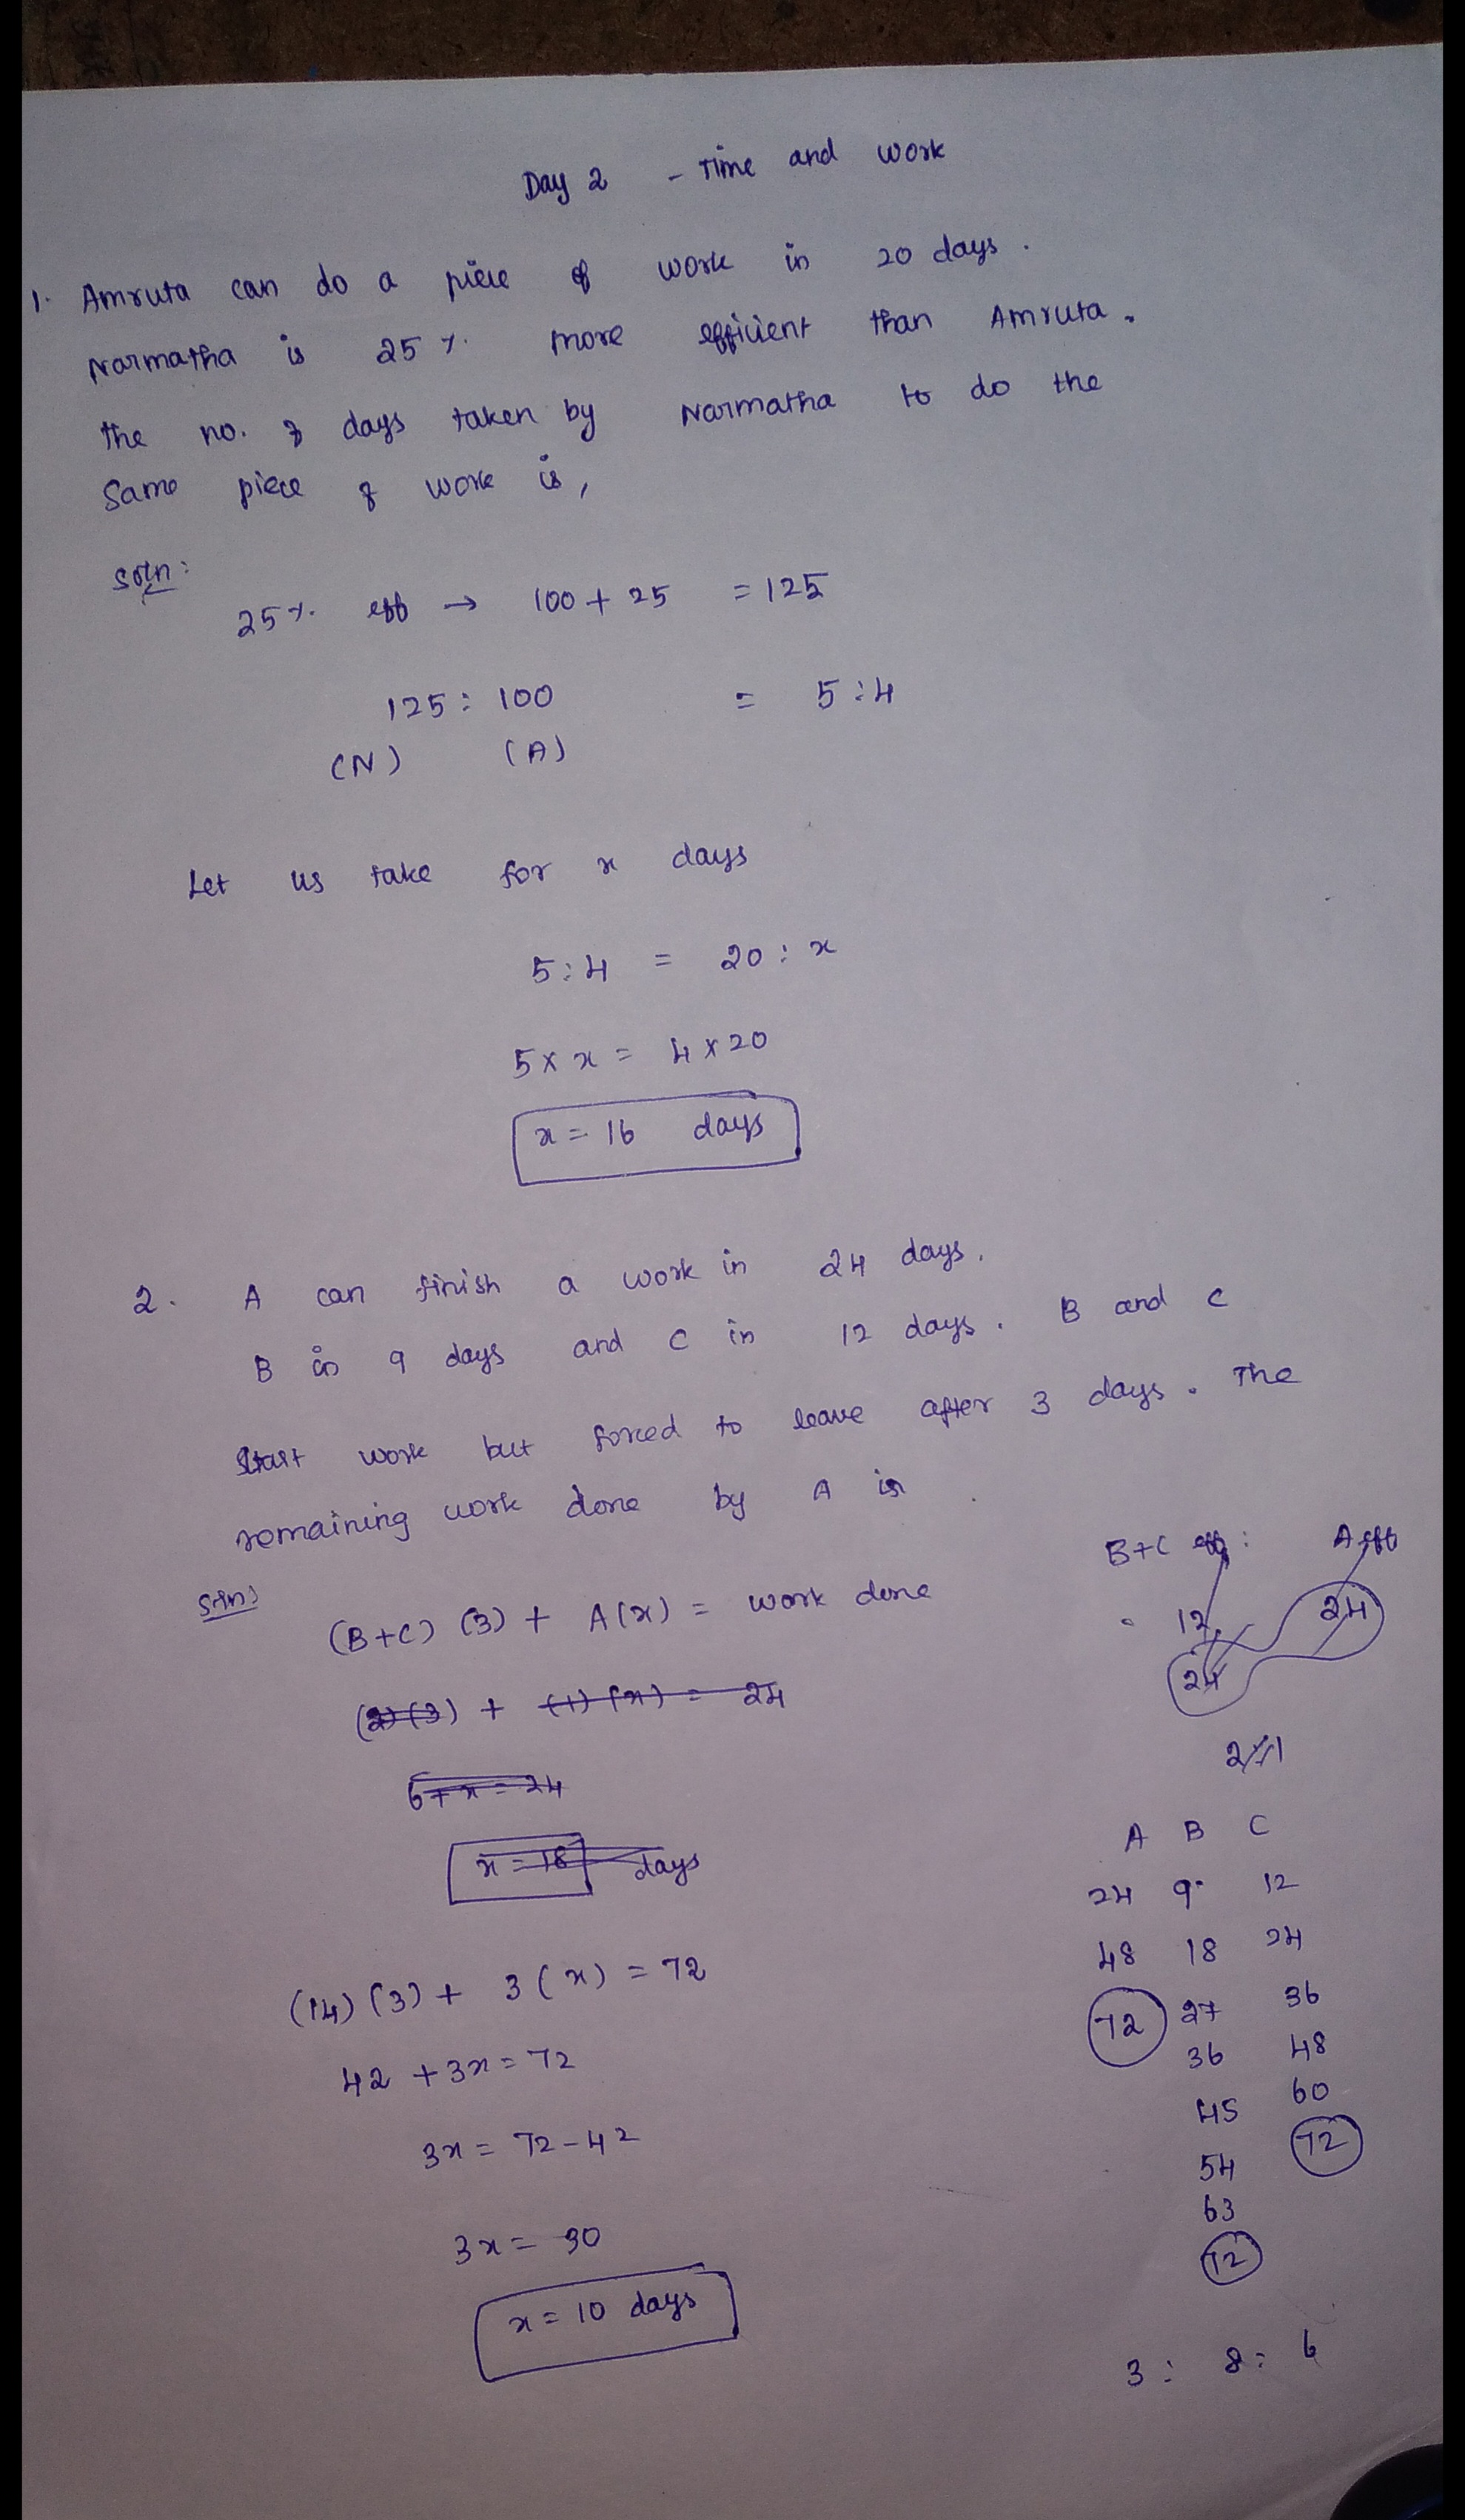 Day 2 - Time and work
1. Amruta can do a piece of work in 20 days.
Narmatha is 25 % more efficient than Amruta.
The no. of days taken by Narmatha to do the
Same piece of work is,
Soln:
25 % eff → 100 + 25 = 125
125 : 100 = 5 : 4
(N) (A)
Let us take for x days
5 : 4 = 20 : x
5 × x = 4 × 20
x = 16 days
2. A can finish a work in 24 days.
B in 9 days and C in 12 days. B and C
Start work but forced to leave after 3 days. The
remaining work done by A is
Soln:
(B+C) (3) + A(x) = work done
(2)(3) + (1)(x) = 24
6 + x = 24
x = 18 days
(14)(3) + 3(x) = 72
42 + 3x = 72
3x = 72 - 42
3x = 30
x = 10 days
B+C eff : A eff
= 12 24
24
2:1
A B C
24 9 12
48 18 24
72 27 36
36 48
45 60
54 72
63
72
3 : 8 : 6